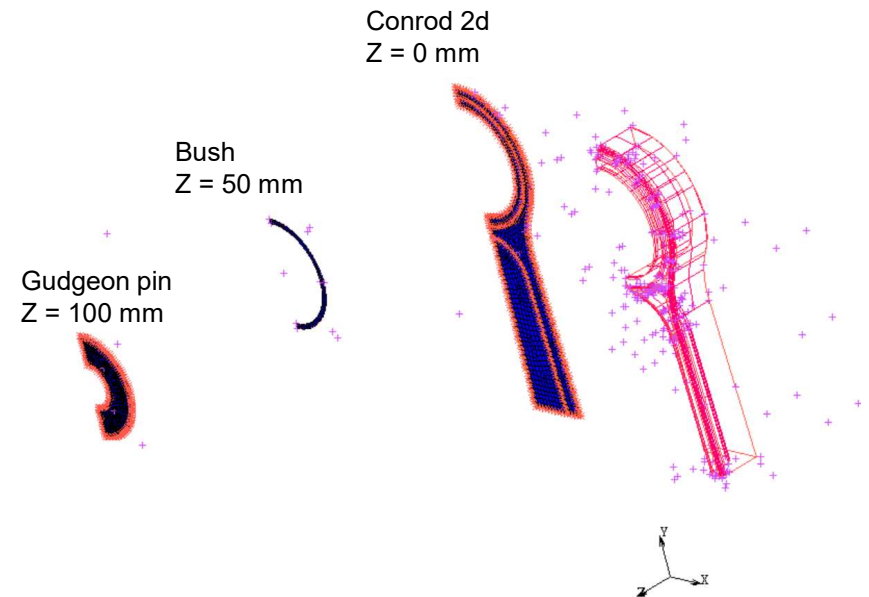 Conrod 2d
Z = 0 mm
Bush
Z = 50 mm
Gudgeon pin
Z = 100 mm
Y
X
Z